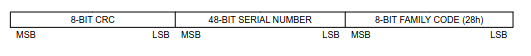 8-BIT CRC 48-BIT SERIAL NUMBER 8-BIT FAMILY CODE (28h)
MSB LSB MSB LSB MSB LSB